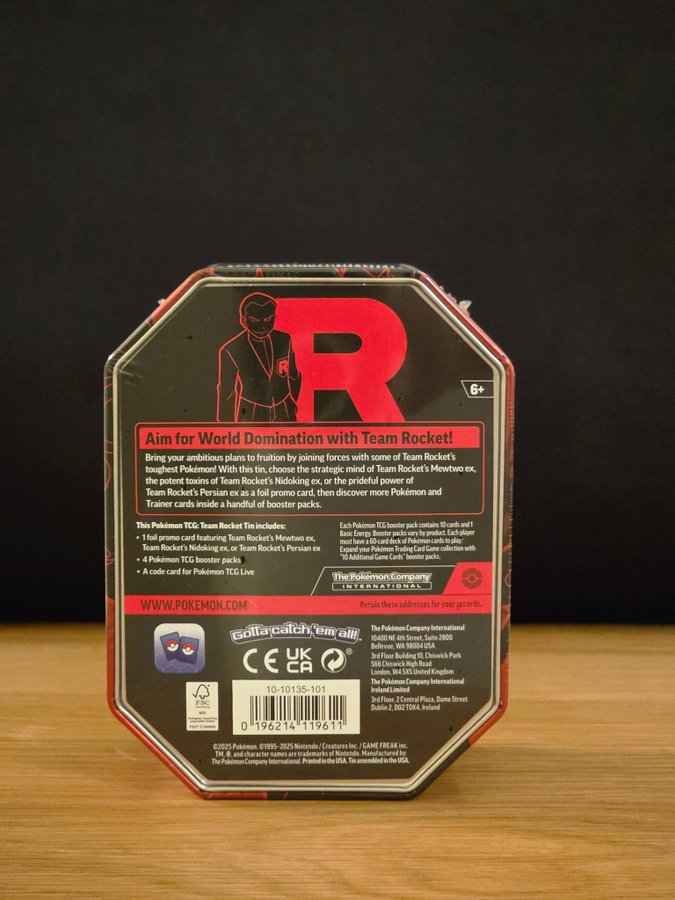 R
R
6+
Aim for World Domination with Team Rocket!
Bring your ambitious plans to fruition by joining forces with some of Team Rocket's
toughest Pokémon! With this tin, choose the strategic mind of Team Rocket's Mewtwo ex,
the potent toxins of Team Rocket's Nidoking ex, or the prideful power of
Team Rocket's Persian ex as a foil promo card, then discover more Pokémon and
Trainer cards inside a handful of booster packs.
This Pokémon TCG: Team Rocket Tin includes:
• 1 foil promo card featuring Team Rocket's Mewtwo ex,
Team Rocket's Nidoking ex, or Team Rocket's Persian ex
• 4 Pokémon TCG booster packs
• A code card for Pokémon TCG Live
Each Pokémon TCG booster pack contains 10 cards and 1
Basic Energy. Booster packs vary by product. Each player
must have a 60-card deck of Pokémon cards to play.
Expand your Pokémon Trading Card Game collection with
"10 Additional Game Cards" booster packs.
The Pokémon Company
INTERNATIONAL
WWW.POKEMON.COM
Retain these addresses for your records.
Gotta catch 'em all!™
CE UK CA
FSC
MIX
10-10135-101
0 196214 119611
The Pokémon Company International
10400 NE 4th Street, Suite 2800
Bellevue, WA 98004 USA
3rd Floor Building 10, Chiswick Park
566 Chiswick High Road
London, W4 5XS United Kingdom
The Pokémon Company International
Ireland Limited
3rd Floor, 2 Central Plaza, Dame Street
Dublin 2, D02 T0X4, Ireland
©2025 Pokémon. ©1995-2025 Nintendo / Creatures Inc. / GAME FREAK inc.
TM, ®, and character names are trademarks of Nintendo. Manufactured by
The Pokémon Company International. Printed in the USA. Tin assembled in the USA.